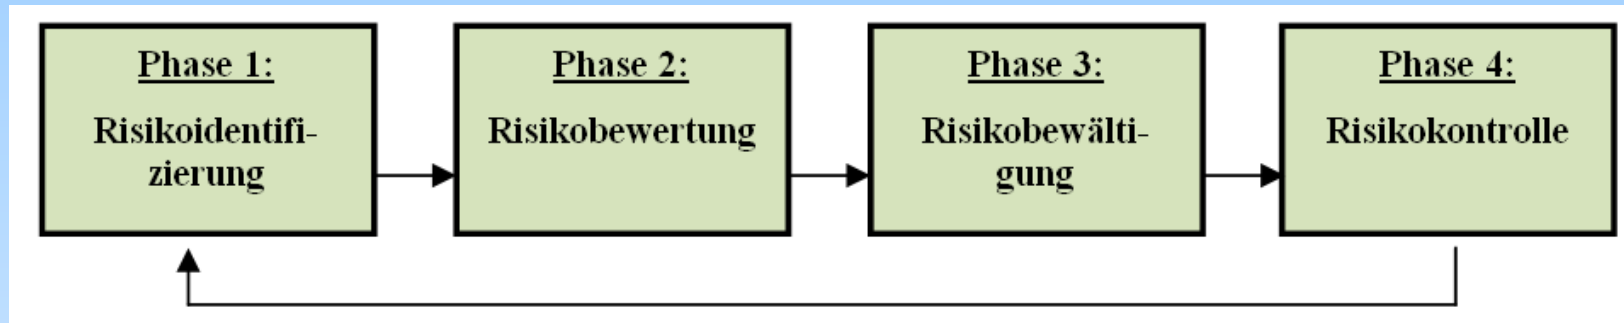 Phase 1:
Risikoidentifi-
zierung
Phase 2:
Risikobewertung
Phase 3:
Risikobewälti-
gung
Phase 4:
Risikokontrolle